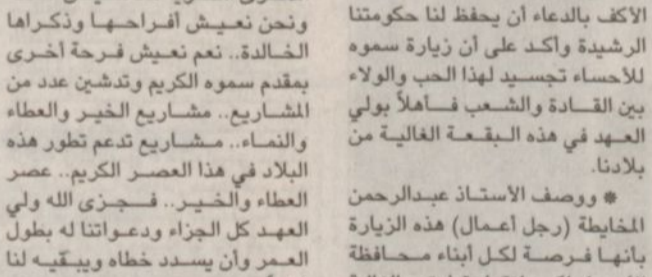 الأكف بالدعاء أن يحفظ لنا حكومتنا
الرشيدة وأكد على أن زيارة سموه
للأحساء تجسيد لهذا الحب والولاء
بين القادة والشعب فأهلاً بولي
العهد في هذه البقعة الغالية من
بلادنا.
* ووصف الأستاذ عبدالرحمن
المخايطة (رجل أعمال) هذه الزيارة
بأنها فرصة لكل أبناء محافظة
ونحن نعيش أفراحها وذكراها
الخالدة.. نعم نعيش فرحة أخرى
بمقدم سموه الكريم وتدشين عدد من
المشاريع.. مشاريع الخير والعطاء
والنماء.. مشاريع تدعم تطور هذه
البلاد في هذا العصر الكريم.. عصر
العطاء والخير.. فجزى الله ولي
العهد كل الجزاء ودعواتنا له بطول
العمر وأن يسدد خطاه ويبقيه لنا